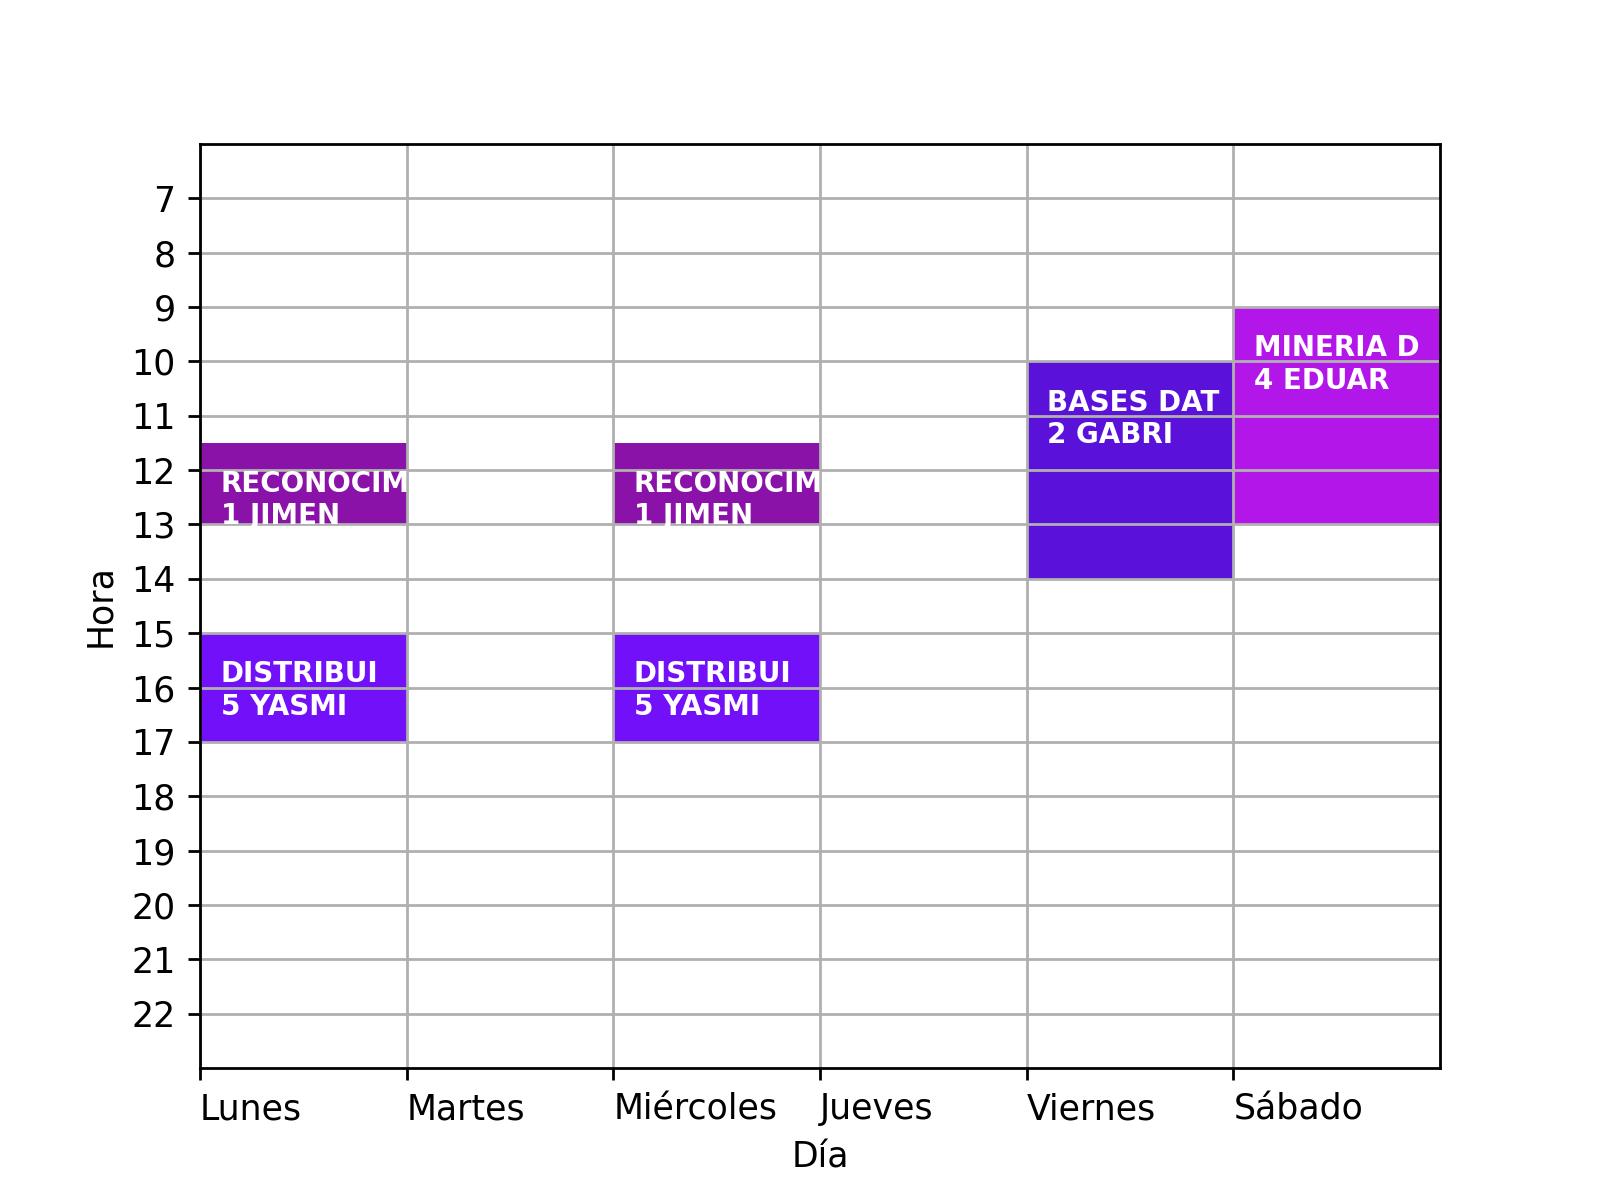 7
8
9
MINERIA D
10
4 EDUAR
BASES DAT
11
2 GABRI
12
RECONOCIM
RECONOCIM
1 JIMEN
1 JIMEN
13
14
Hora
15
DISTRIBUI
DISTRIBUI
16
5 YASMI
5 YASMI
17
18
19
20
21
22
Lunes Martes Miércoles Jueves Viernes Sábado
Día